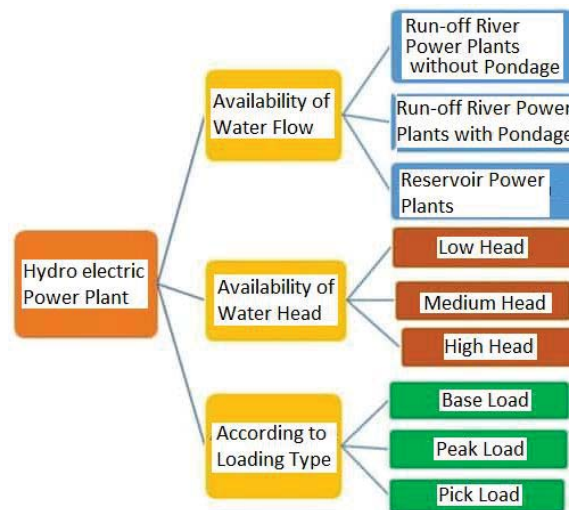 Hydro electric
Power Plant
Availability of
Water Flow
Run-off River
Power Plants
without Pondage
Run-off River Power
Plants with Pondage
Reservoir Power
Plants
Availability of
Water Head
Low Head
Medium Head
High Head
According to
Loading Type
Base Load
Peak Load
Pick Load